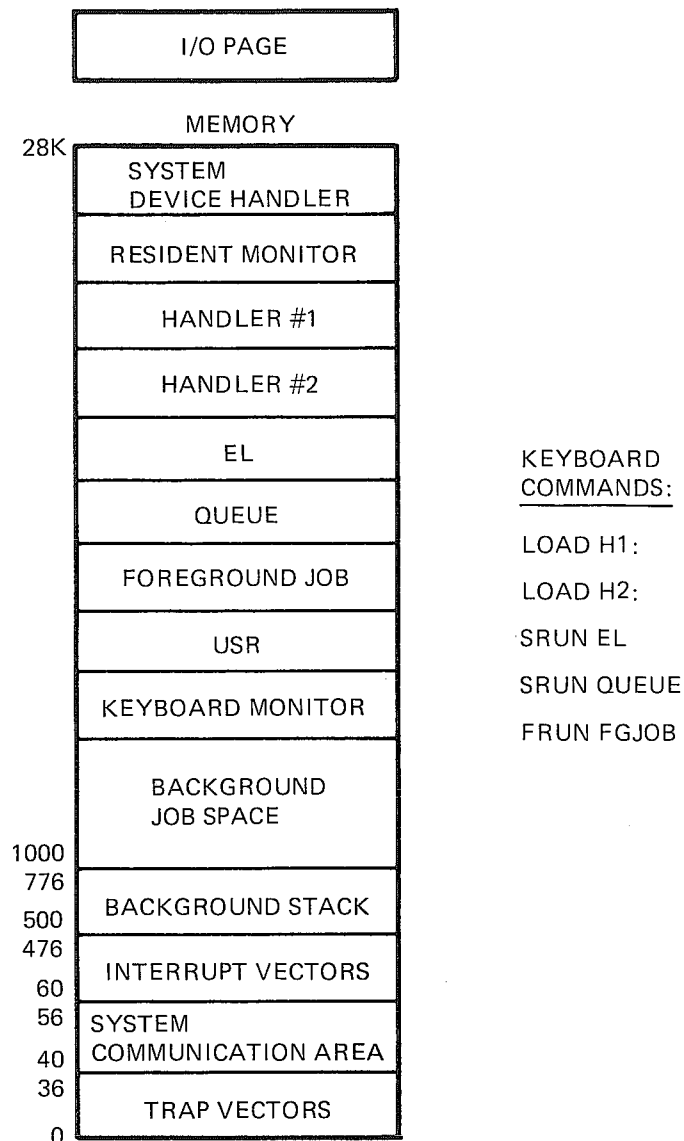 I/O PAGE
MEMORY
28K
SYSTEM
DEVICE HANDLER
RESIDENT MONITOR
HANDLER #1
HANDLER #2
EL
QUEUE
FOREGROUND JOB
USR
KEYBOARD MONITOR
BACKGROUND
JOB SPACE
1000
776
BACKGROUND STACK
500
476
INTERRUPT VECTORS
60
56
SYSTEM
COMMUNICATION AREA
40
36
TRAP VECTORS
0
KEYBOARD
COMMANDS:
LOAD H1:
LOAD H2:
SRUN EL
SRUN QUEUE
FRUN FGJOB